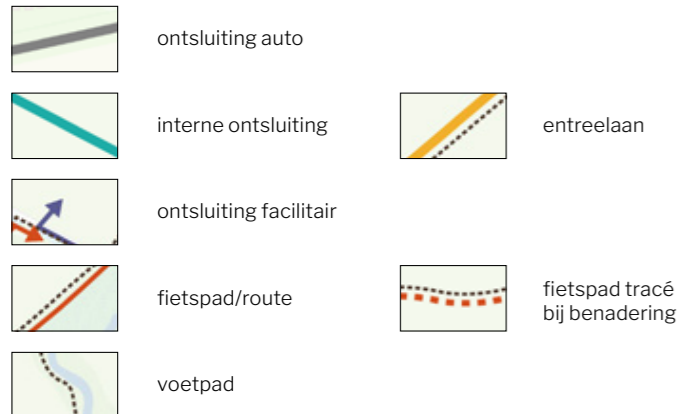 ontsluiting auto
interne ontsluiting
entreelaan
ontsluiting facilitair
fietspad/route
fietspad tracé
bij benadering
voetpad